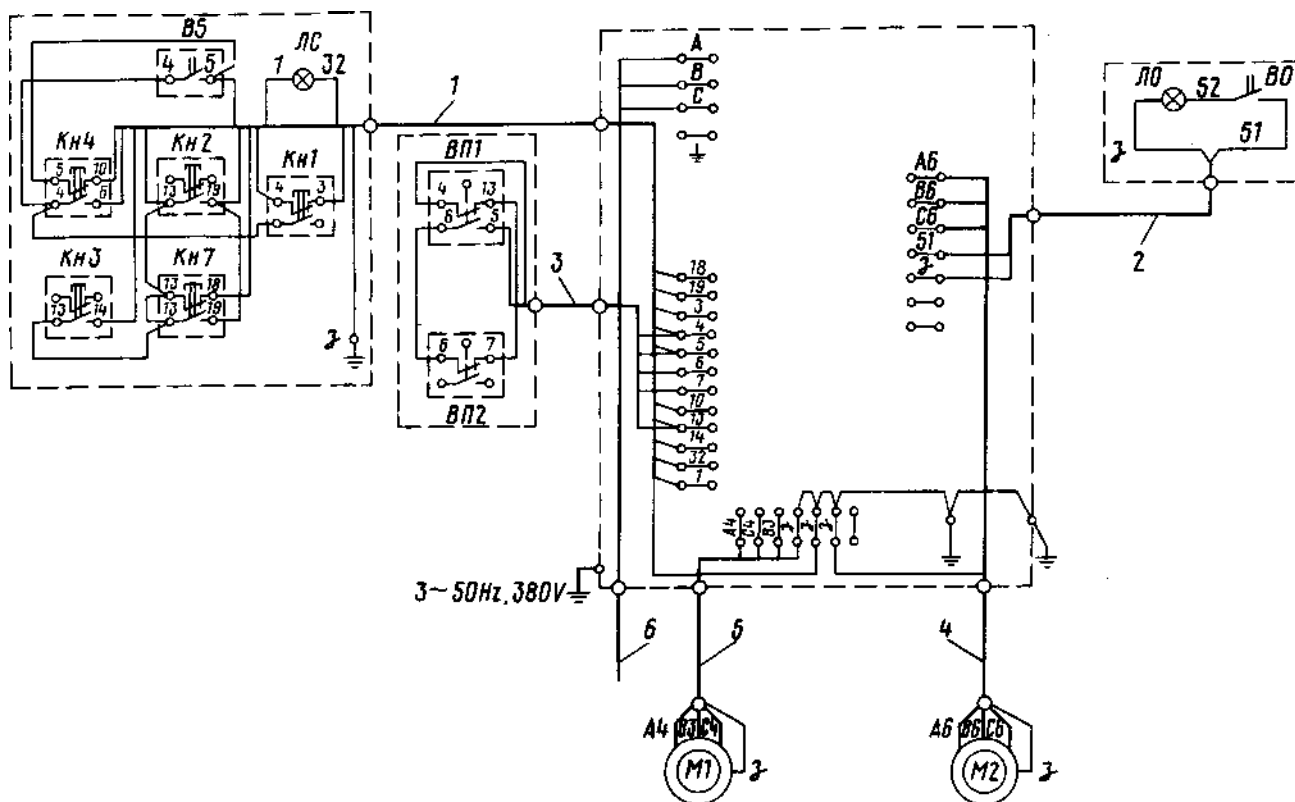 В5
4 5
ЛС
1 32
Кн4
5 10
4 6
Кн2
13 19
Кн1
4 3
Кн3
13 14
Кн7
13 18
13 19
З
1
ВП1
4 13
6 5
3
6 7
ВП2
А
В
С
18
19
3
4
5
6
7
10
13
14
32
1
А6
В6
С6
51
З
ЛО 52 ВО
51
З
2
А4 С4 В3 З З З
3~50Hz, 380V
6 5 4
А4 В3 С4
М1
З
А6 В6 С6
М2
З